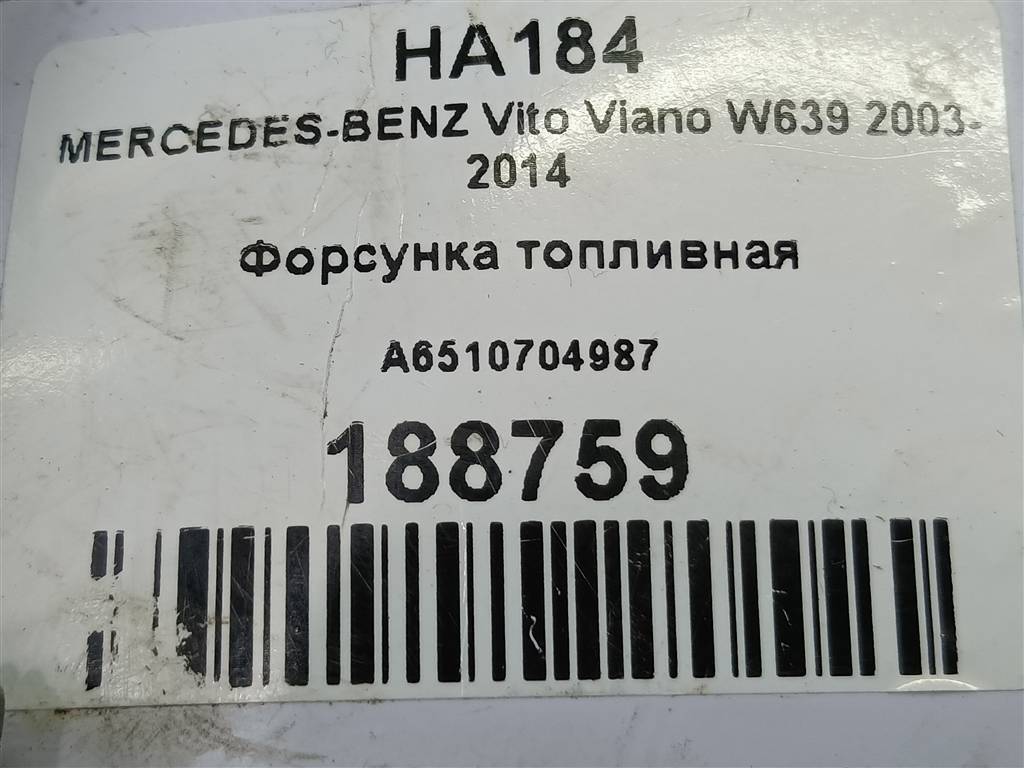 HA184
MERCEDES-BENZ Vito Viano W639 2003-
2014
Форсунка топливная
A6510704987
188759